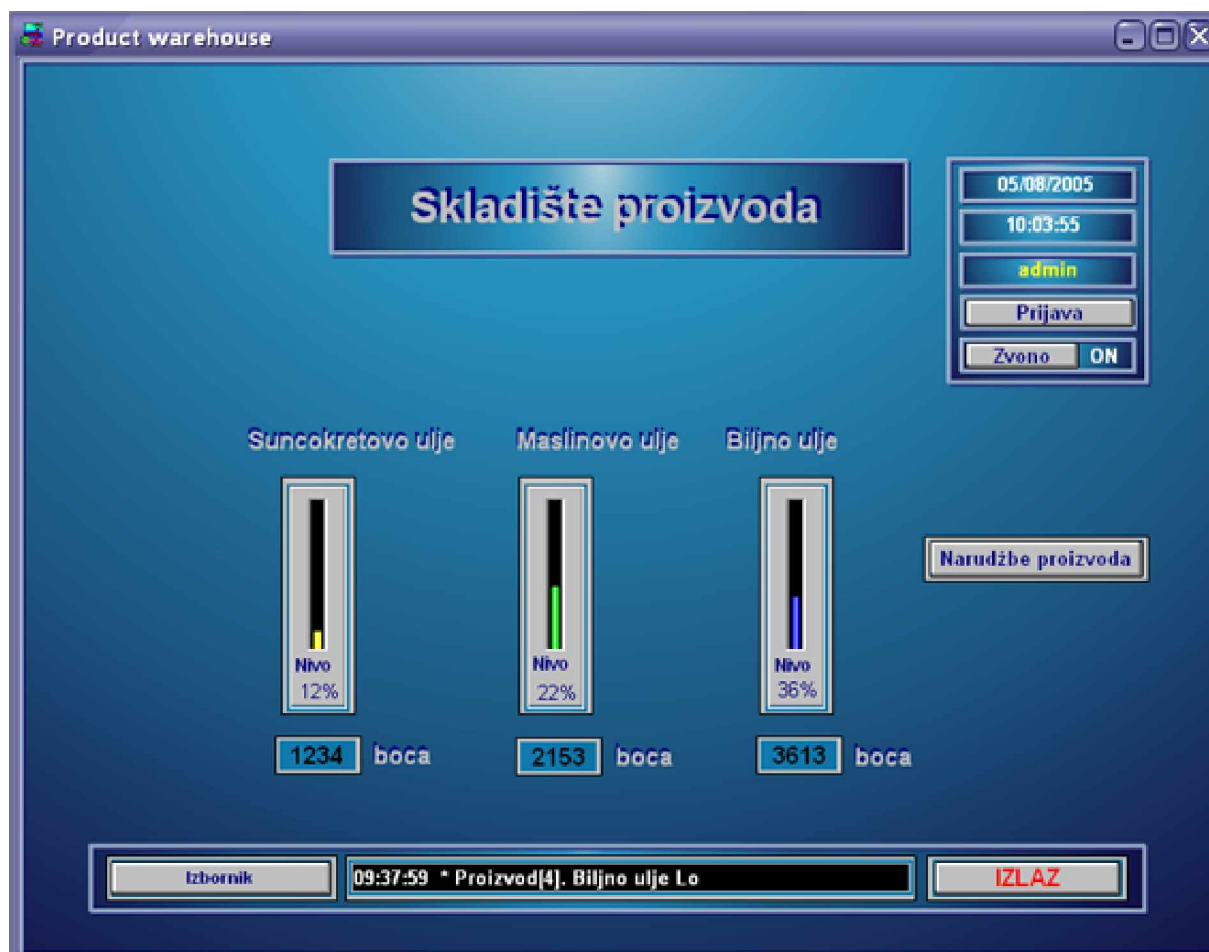 Product warehouse
Skladište proizvoda
05/08/2005
10:03:55
admin
Prijava
Zvono ON
Suncokretovo ulje
Maslinovo ulje
Biljno ulje
Nivo
12%
Nivo
22%
Nivo
36%
Narudžbe proizvoda
1234 boca
2153 boca
3613 boca
Izbornik
09:37:59 * Proizvod[4]. Biljno ulje Lo
IZLAZ